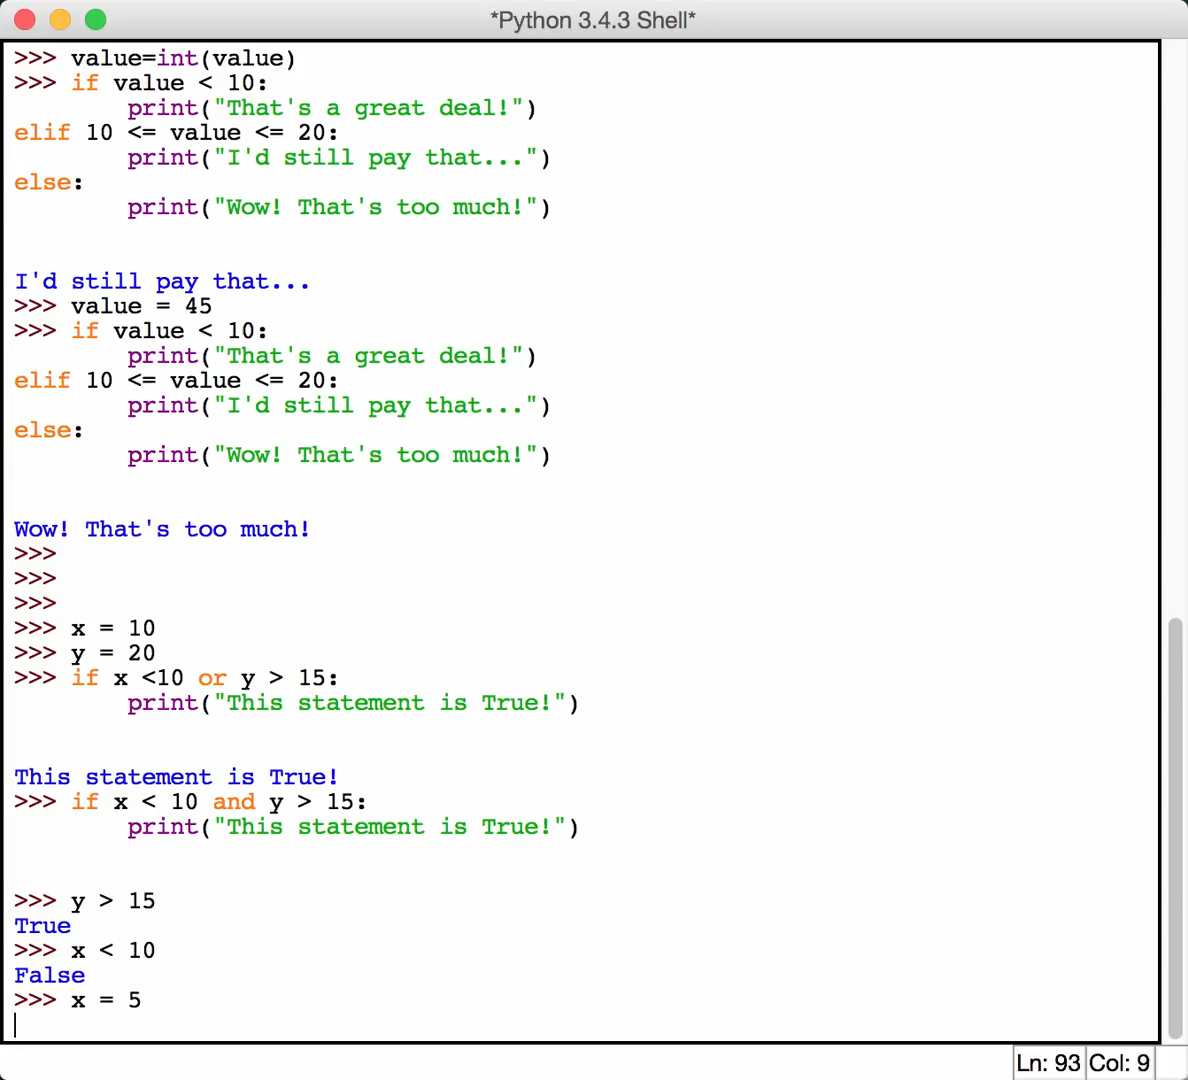 *Python 3.4.3 Shell*
>>> value=int(value)
>>> if value < 10:
        print("That's a great deal!")
elif 10 <= value <= 20:
        print("I'd still pay that...")
else:
        print("Wow! That's too much!")
I'd still pay that...
>>> value = 45
>>> if value < 10:
        print("That's a great deal!")
elif 10 <= value <= 20:
        print("I'd still pay that...")
else:
        print("Wow! That's too much!")
Wow! That's too much!
>>>
>>>
>>>
>>> x = 10
>>> y = 20
>>> if x <10 or y > 15:
        print("This statement is True!")
This statement is True!
>>> if x < 10 and y > 15:
        print("This statement is True!")
>>> y > 15
True
>>> x < 10
False
>>> x = 5
Ln: 93 Col: 9